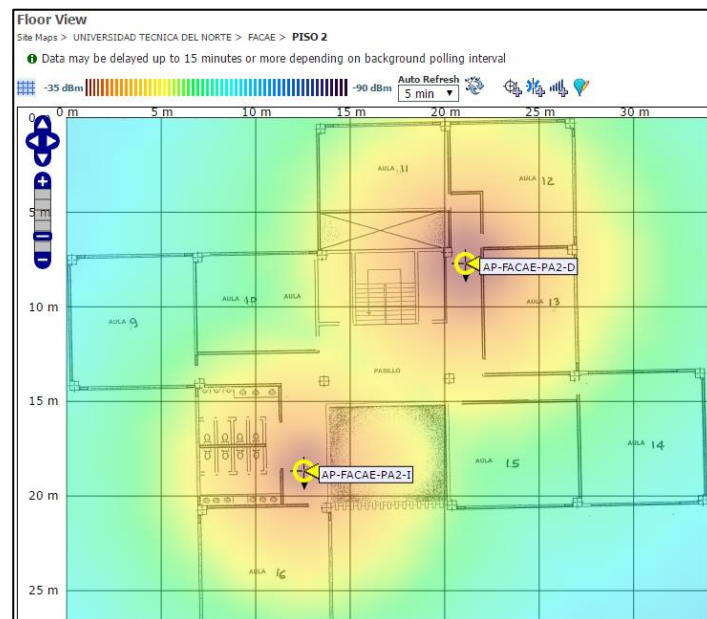 Floor View
Site Maps > UNIVERSIDAD TECNICA DEL NORTE > FACAE > PISO 2
Data may be delayed up to 15 minutes or more depending on background polling interval
-35 dBm -90 dBm Auto Refresh 5 min
0 m 5 m 10 m 15 m 20 m 25 m 30 m
0 m
AULA 11
AULA 12
5 m
AP-FACAE-PA2-D
AULA 9
AULA 10 AULA
AULA 13
10 m
PASILLO
15 m
AULA 14
AULA 15
AP-FACAE-PA2-I
20 m
AULA 16
25 m